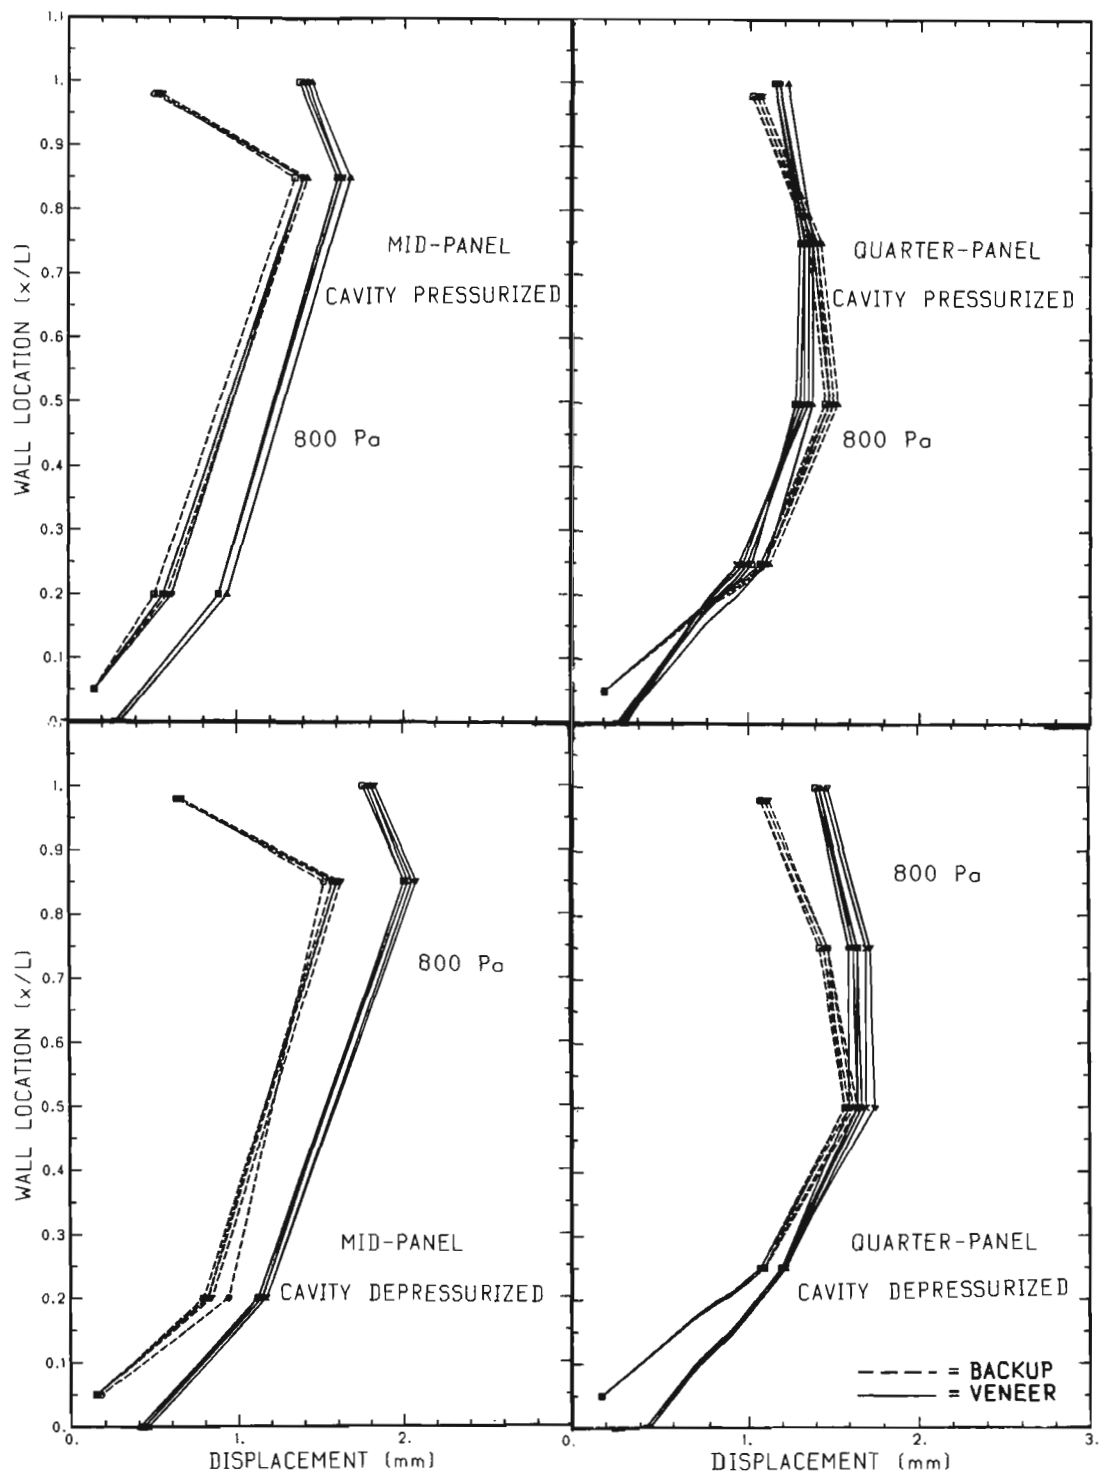 1.1
1.
0.9
0.8
0.7
0.6
0.5
0.4
0.3
0.2
0.1
0.
WALL LOCATION (x/L)
MID-PANEL
CAVITY PRESSURIZED
800 Pa
QUARTER-PANEL
CAVITY PRESSURIZED
800 Pa
1.
0.9
0.8
0.7
0.6
0.5
0.4
0.3
0.2
0.1
0.
WALL LOCATION (x/L)
800 Pa
MID-PANEL
CAVITY DEPRESSURIZED
0. 1. 2.
DISPLACEMENT (mm)
800 Pa
QUARTER-PANEL
CAVITY DEPRESSURIZED
= BACKUP
= VENEER
0. 1. 2. 3.
DISPLACEMENT (mm)